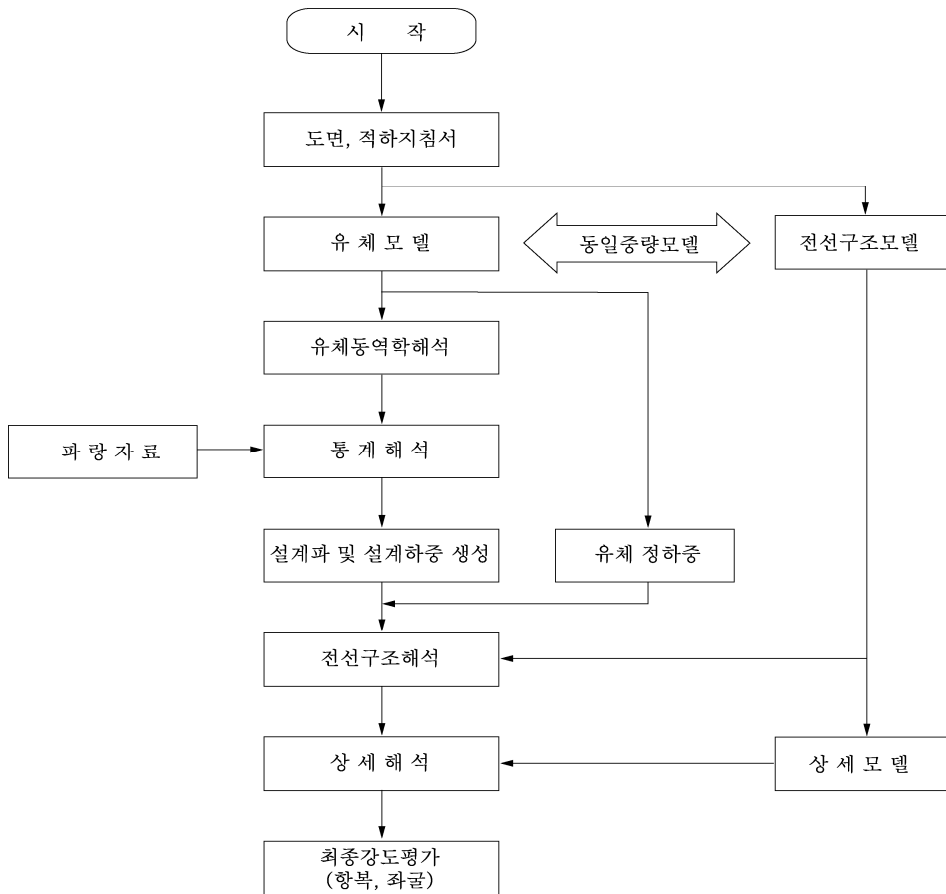 시 작
도면, 적하지침서
유 체 모 델
동일중량모델
전선구조모델
유체동역학해석
파 랑 자 료
통 계 해 석
설계파 및 설계하중 생성
유체 정하중
전선구조해석
상 세 해 석
상 세 모 델
최종강도평가
(항복, 좌굴)